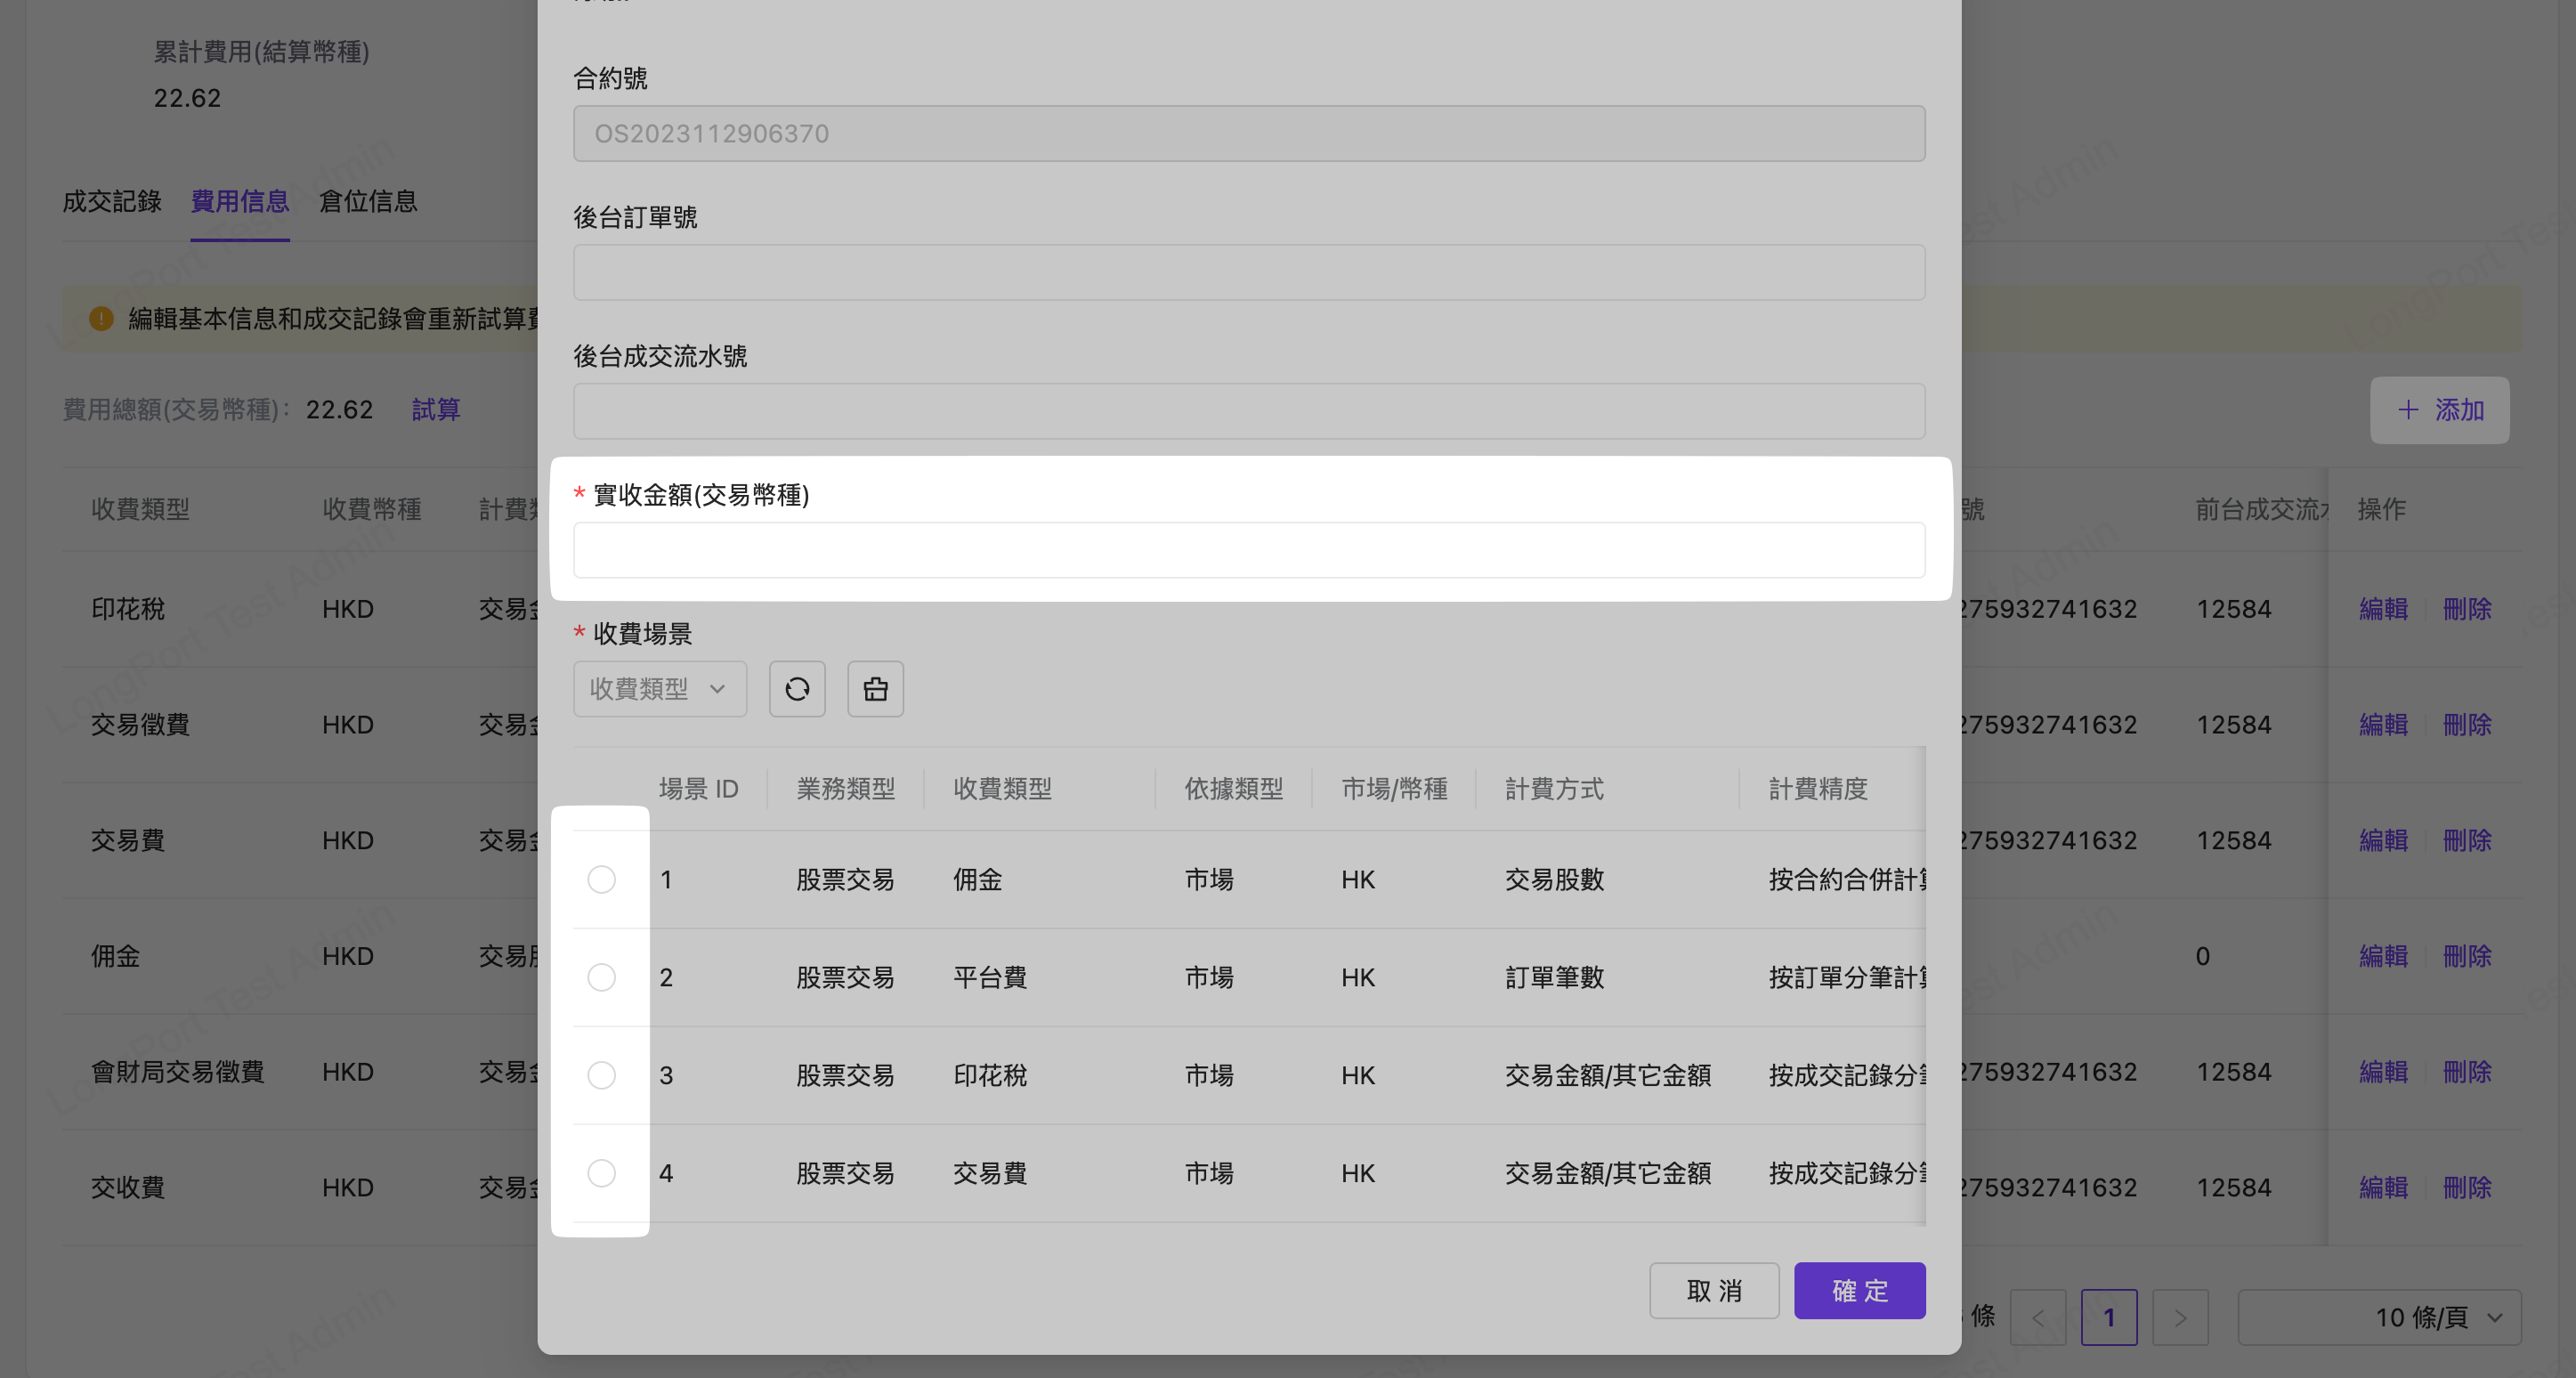 累計費用(結算幣種)
22.62
成交記錄 費用信息 倉位信息
編輯基本信息和成交記錄會重新試算
費用總額(交易幣種): 22.62 試算
+ 添加
收費類型 收費幣種 計費 號 前台成交流 操作
印花稅 HKD 交易 275932741632 12584 編輯 刪除
交易徵費 HKD 交易 275932741632 12584 編輯 刪除
交易費 HKD 交易 275932741632 12584 編輯 刪除
佣金 HKD 交易 0 編輯 刪除
會財局交易徵費 HKD 交易 275932741632 12584 編輯 刪除
交收費 HKD 交易 275932741632 12584 編輯 刪除
條 < 1 > 10 條/頁
合約號
OS2023112906370
後台訂單號
後台成交流水號
* 實收金額(交易幣種)
* 收費場景
收費類型
場景 ID 業務類型 收費類型 依據類型 市場/幣種 計費方式 計費精度
1 股票交易 佣金 市場 HK 交易股數 按合約合併計
2 股票交易 平台費 市場 HK 訂單筆數 按訂單分筆計
3 股票交易 印花稅 市場 HK 交易金額/其它金額 按成交記錄分
4 股票交易 交易費 市場 HK 交易金額/其它金額 按成交記錄分
取 消 確 定
LongPort Test Admin